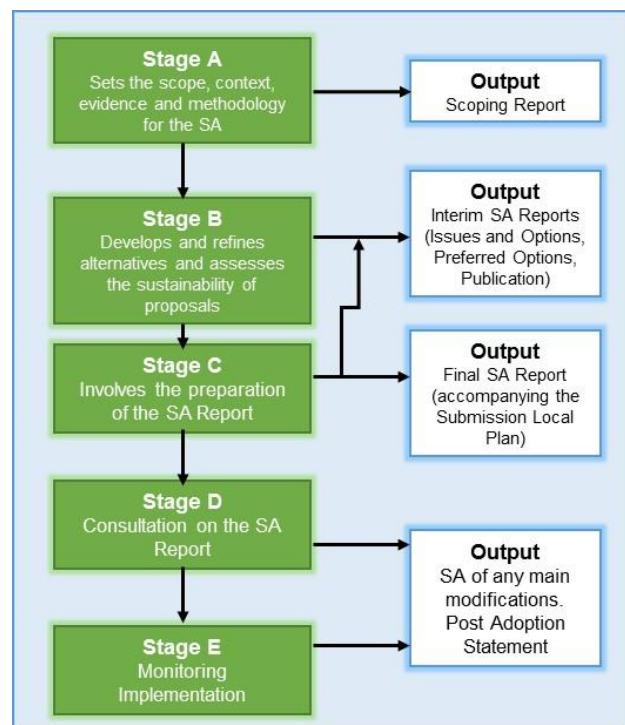 Stage A
Sets the scope, context,
evidence and methodology
for the SA
Output
Scoping Report
Stage B
Develops and refines
alternatives and assesses
the sustainability of
proposals
Output
Interim SA Reports
(Issues and Options,
Preferred Options,
Publication)
Stage C
Involves the preparation
of the SA Report
Output
Final SA Report
(accompanying the
Submission Local
Plan)
Stage D
Consultation on the SA
Report
Output
SA of any main
modifications.
Post Adoption
Statement
Stage E
Monitoring
Implementation